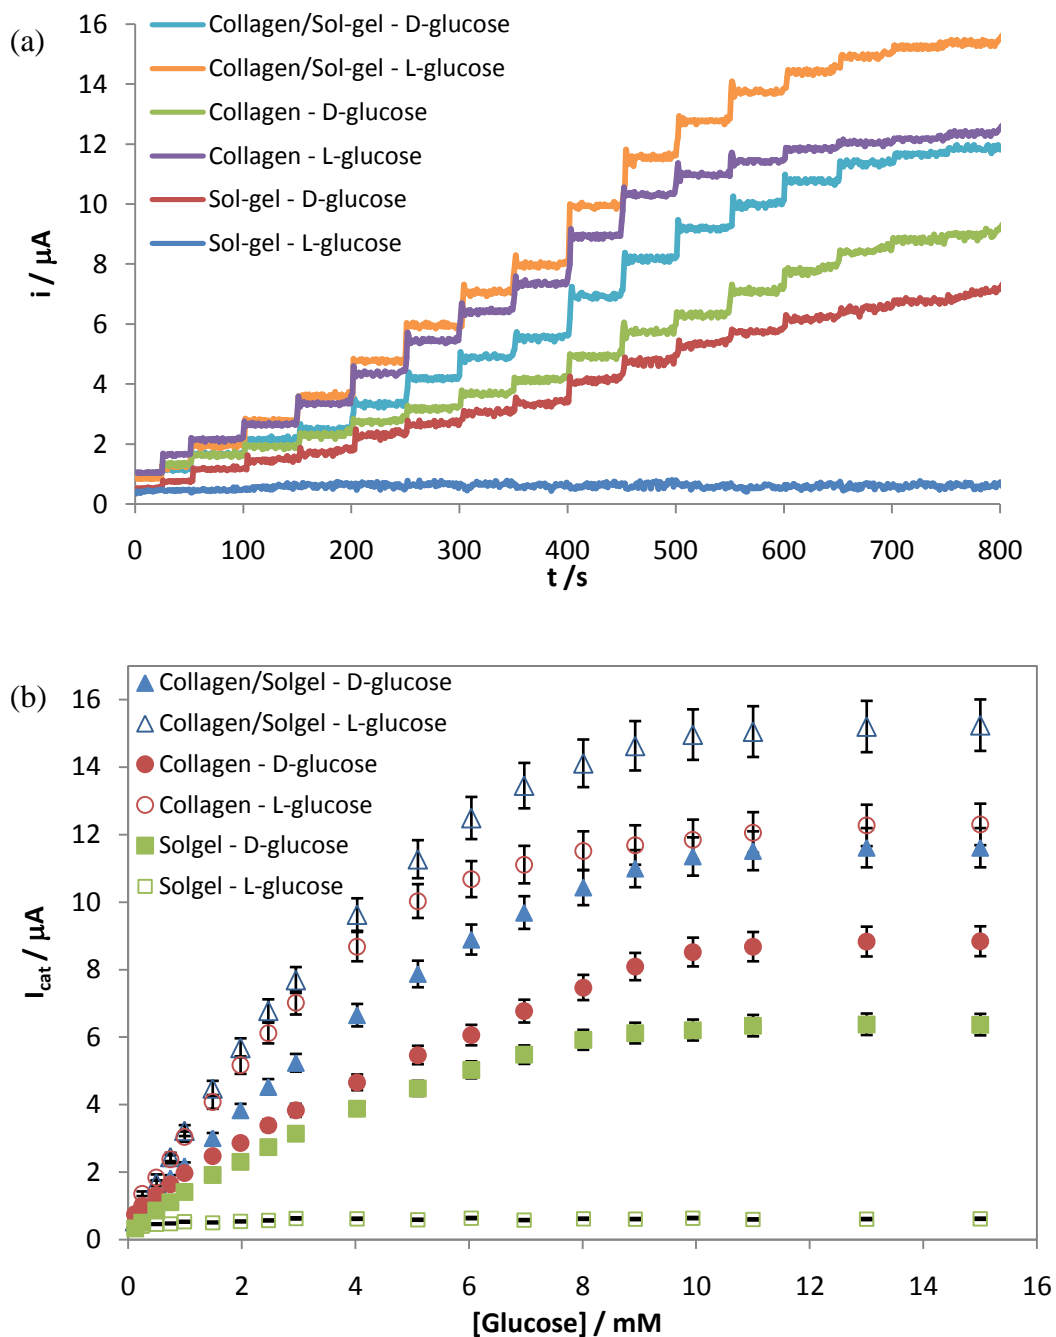 (a)
16
14
12
10
8
6
4
2
0
i / μA
Collagen/Sol-gel - D-glucose
Collagen/Sol-gel - L-glucose
Collagen - D-glucose
Collagen - L-glucose
Sol-gel - D-glucose
Sol-gel - L-glucose
0 100 200 300 400 500 600 700 800
t /s
(b)
16
14
12
10
8
6
4
2
0
Icat / μA
Collagen/Solgel - D-glucose
Collagen/Solgel - L-glucose
Collagen - D-glucose
Collagen - L-glucose
Solgel - D-glucose
Solgel - L-glucose
0 2 4 6 8 10 12 14 16
[Glucose] / mM